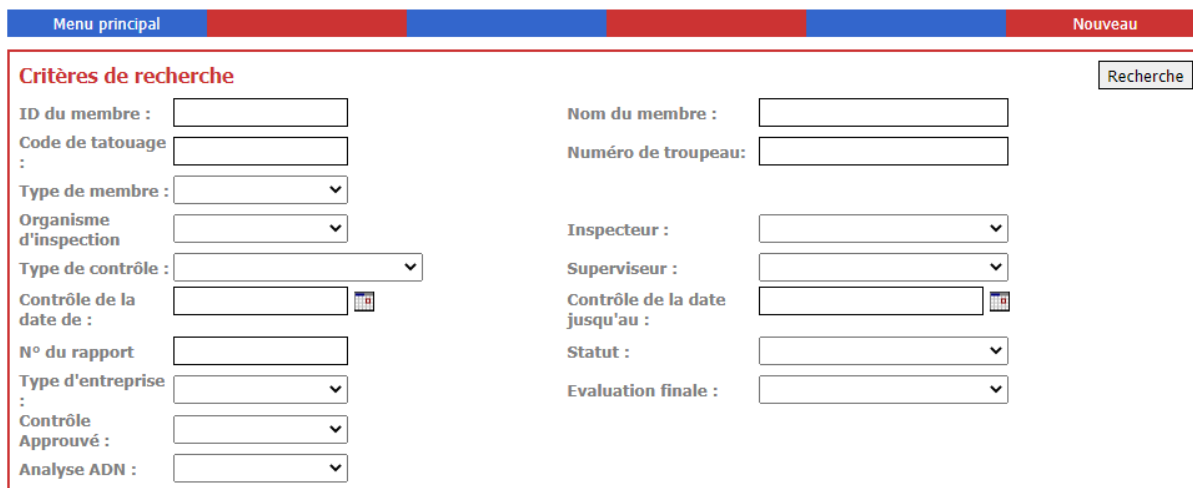 Menu principal
Nouveau
Critères de recherche
Recherche
ID du membre :
Nom du membre :
Code de tatouage
:
Numéro de troupeau:
Type de membre :
Organisme
d'inspection
Inspecteur :
Type de contrôle :
Superviseur :
Contrôle de la
date de :
Contrôle de la date
jusqu'au :
N° du rapport
Statut :
Type d'entreprise
:
Evaluation finale :
Contrôle
Approuvé :
Analyse ADN :